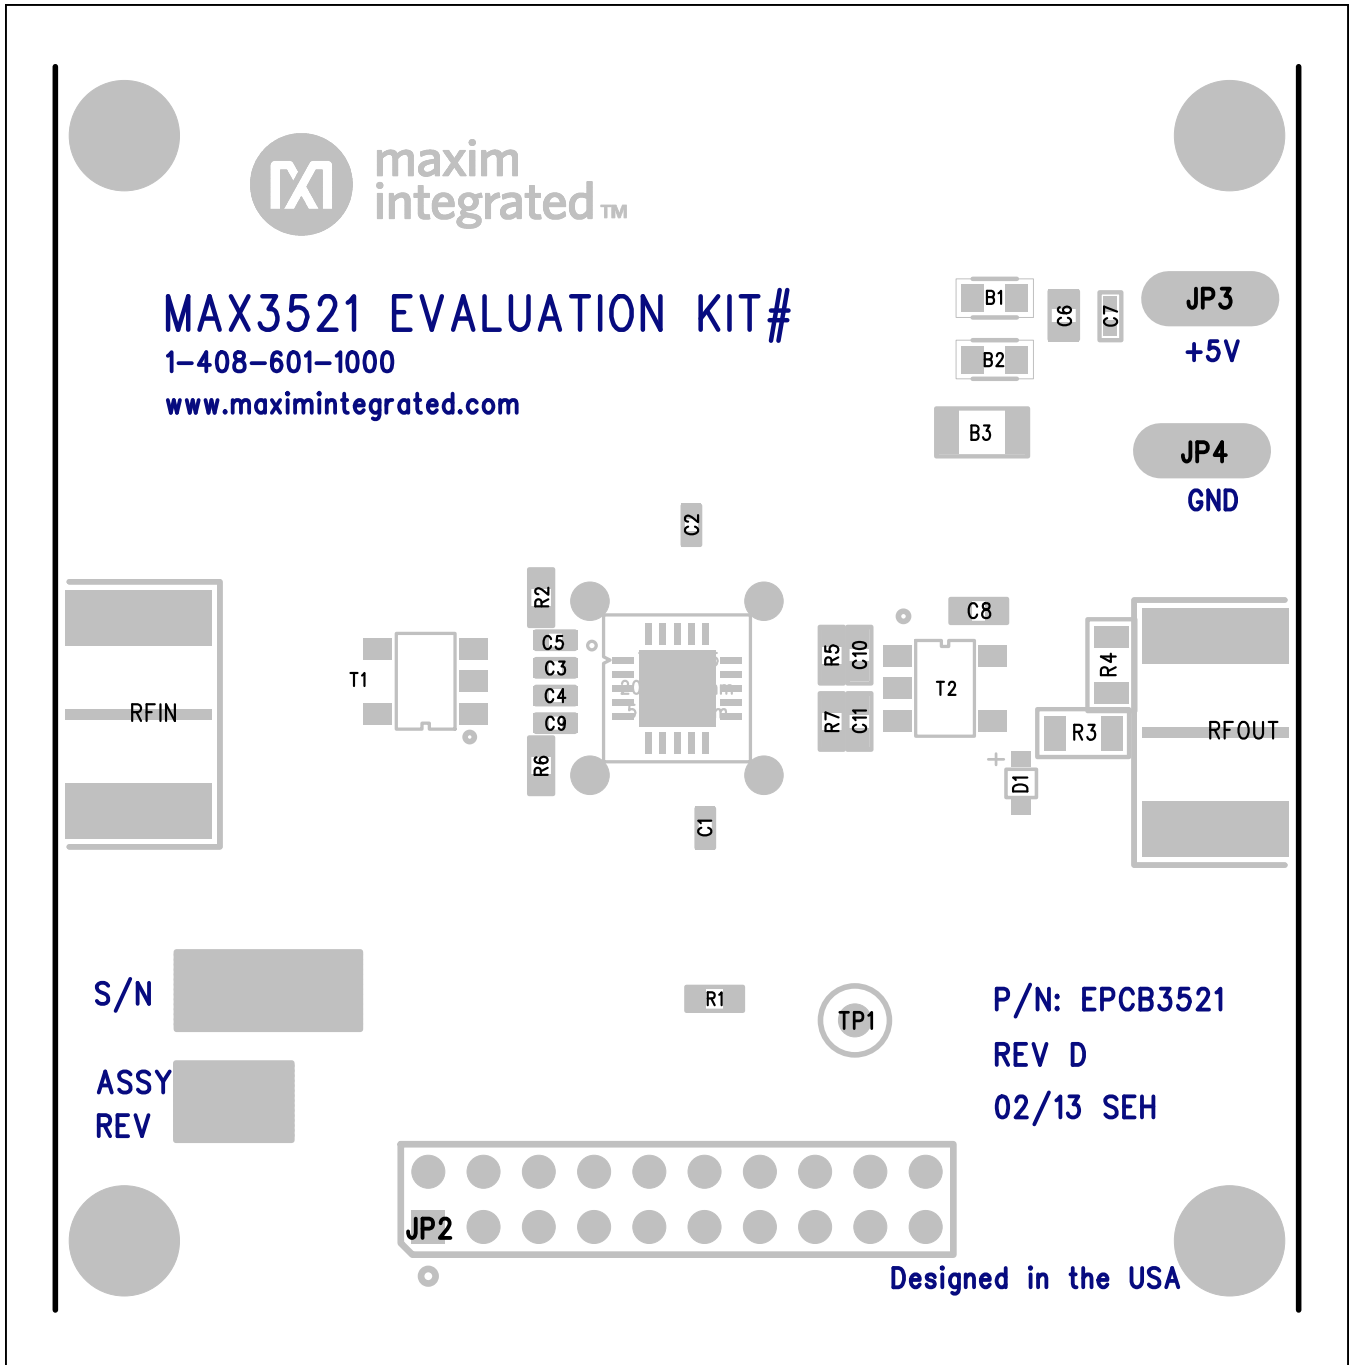 maxim
integrated™
MAX3521 EVALUATION KIT#
1-408-601-1000
www.maximintegrated.com
B1
C6
C7
JP3
+5V
B2
B3
JP4
GND
C2
R2
C5
C3
C4
C9
R6
T1
RFIN
C1
R5
C10
R7
C11
C8
T2
R4
R3
RFOUT
+
D1
S/N
R1
TP1
P/N: EPCB3521
REV D
02/13 SEH
ASSY
REV
JP2
Designed in the USA